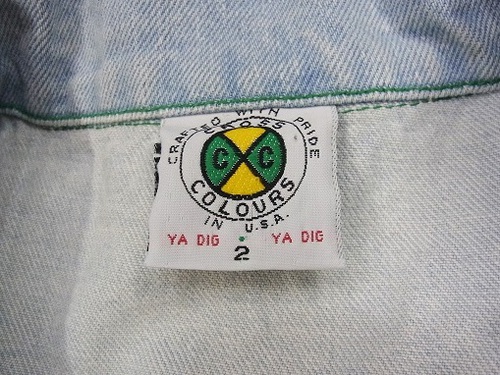 CRAFTED WITH PRIDE
CROSS
C C
COLOURS
IN U.S.A.
YA DIG YA DIG
2